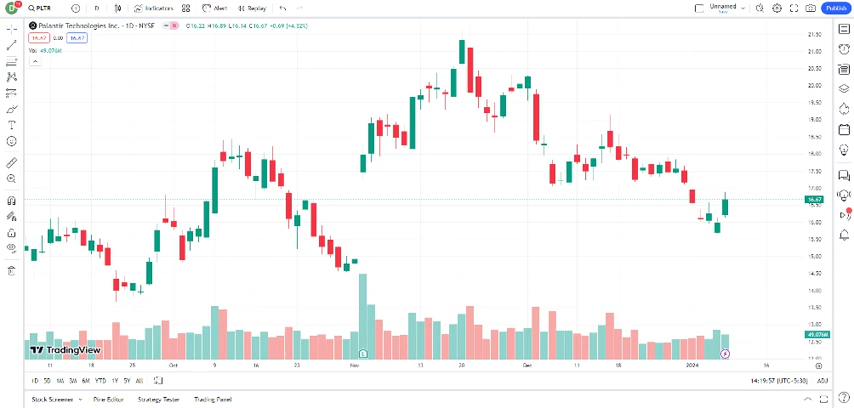 D 11 PLTR D Indicators Alert Replay Unnamed Save Publish
Palantir Technologies Inc. · 1D · NYSE O16.22 H16.89 L16.14 C16.67 +0.69 (+4.32%)
16.67 0.00 16.67
Vol 49.076M
21.50
21.00
20.50
20.00
19.50
19.00
18.50
18.00
17.50
17.00
16.67
16.50
16.00
15.50
15.00
14.50
14.00
13.50
13.00
49.076M
12.50
12.00
TradingView
E
11 18 25 Oct 9 16 23 Nov 13 20 Dec 11 18 2024 16
1D 5D 1M 3M 6M YTD 1Y 5Y All 14:19:57 (UTC+5:30) ADJ
Stock Screener Pine Editor Strategy Tester Trading Panel